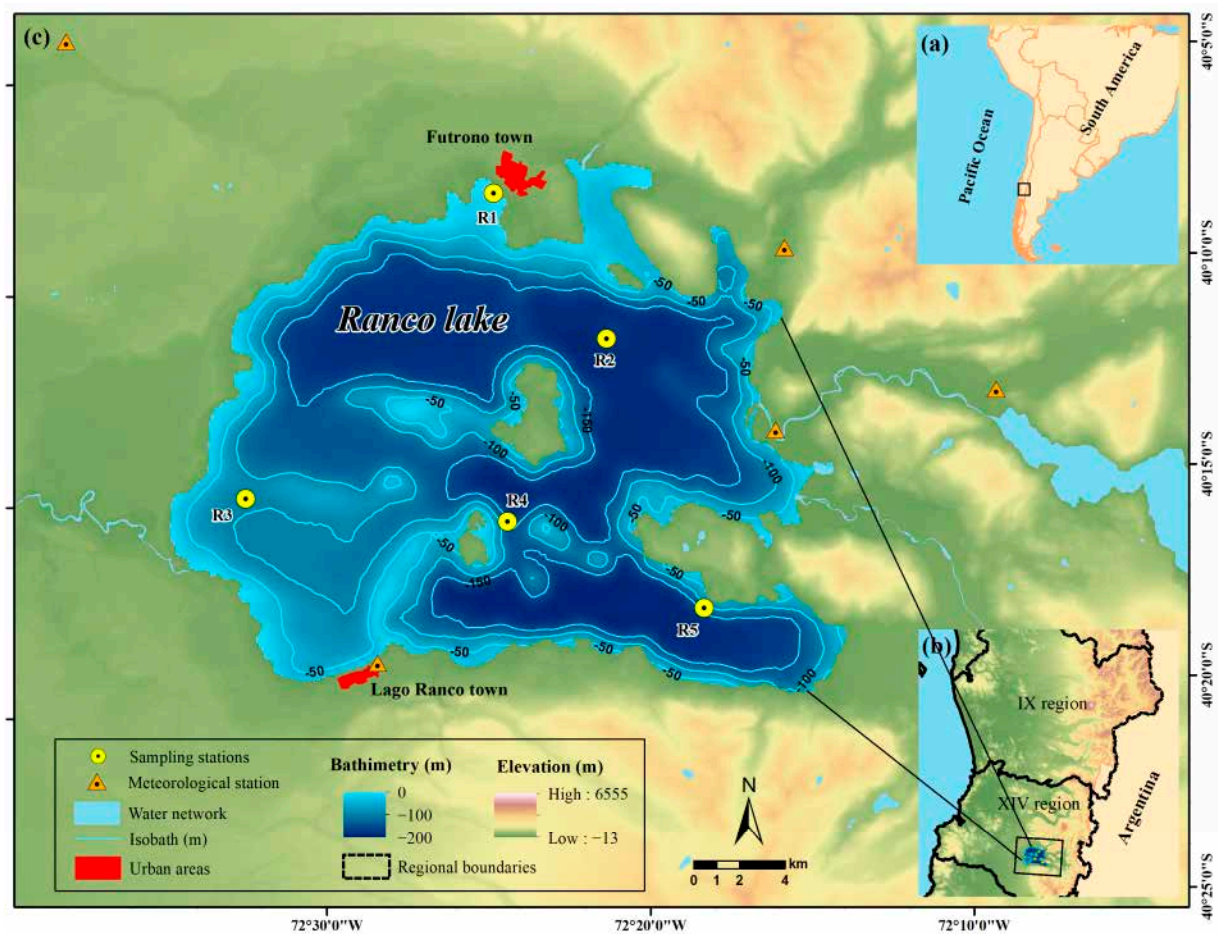 (c)
Futrono town
R1
-50
-50
-50
Ranco lake
R2
-50
-50
-50
-150
-100
-100
R3
R4
-50
-100
-50
-50
-150
-50
R5
-50
-50
-50
-50
-100
Lago Ranco town
(a)
Pacific Ocean
South America
(b)
IX region
XIV region
Argentina
Sampling stations
Meteorological station
Water network
Isobath (m)
Urban areas
Bathimetry (m)
0
−100
−200
Regional boundaries
Elevation (m)
High : 6555
Low : −13
N
0 1 2 4 km
40°5'0"S
40°10'0"S
40°15'0"S
40°20'0"S
40°25'0"S
72°30'0"W
72°20'0"W
72°10'0"W